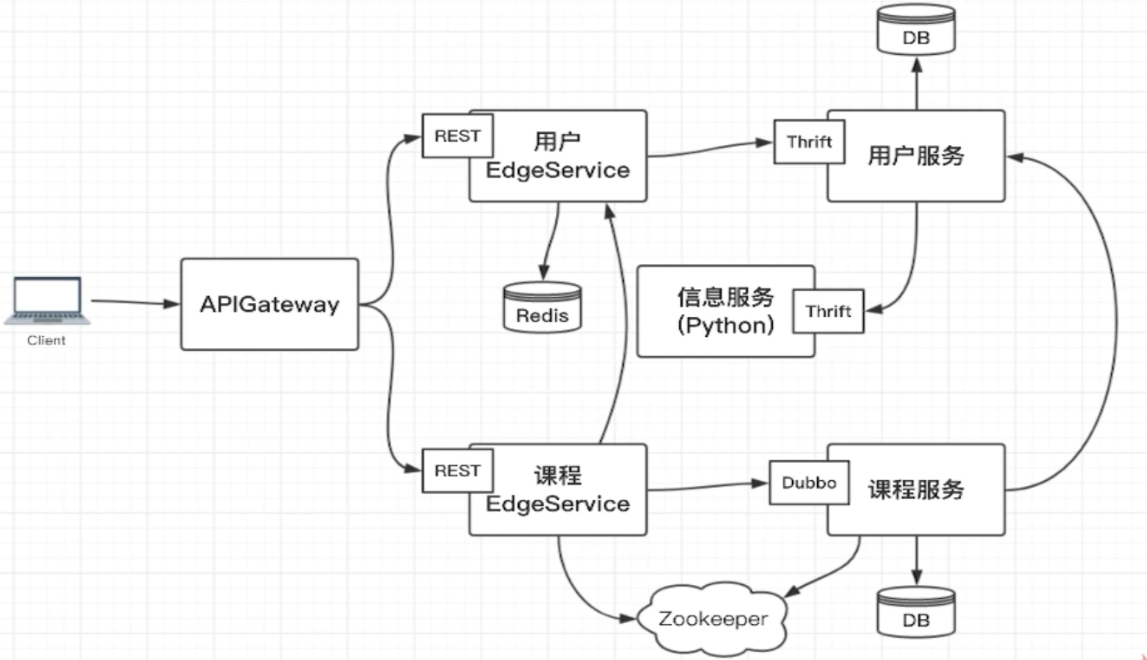 DB
REST
用户
EdgeService
Thrift
用户服务
Client
APIGateway
Redis
信息服务
(Python)
Thrift
REST
课程
EdgeService
Dubbo
课程服务
Zookeeper
DB